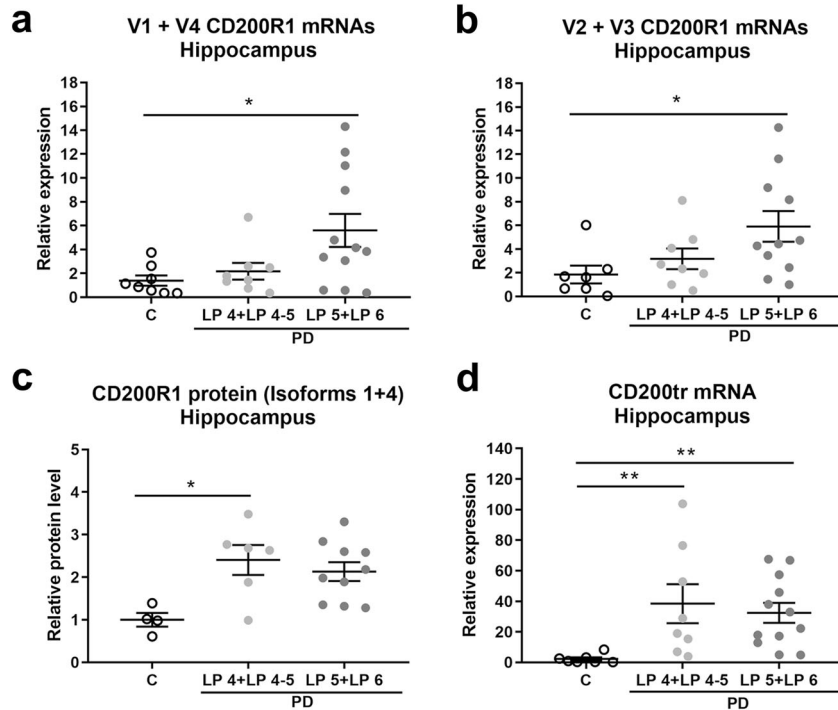 a
V1 + V4 CD200R1 mRNAs
Hippocampus
Relative expression
18
16
14
12
10
8
6
4
2
0
*
C
LP 4+LP 4-5
LP 5+LP 6
PD
b
V2 + V3 CD200R1 mRNAs
Hippocampus
Relative expression
18
16
14
12
10
8
6
4
2
0
*
C
LP 4+LP 4-5
LP 5+LP 6
PD
c
CD200R1 protein (Isoforms 1+4)
Hippocampus
Relative protein level
5
4
3
2
1
0
*
C
LP 4+LP 4-5
LP 5+LP 6
PD
d
CD200tr mRNA
Hippocampus
Relative expression
140
120
100
80
60
40
20
0
**
**
C
LP 4+LP 4-5
LP 5+LP 6
PD